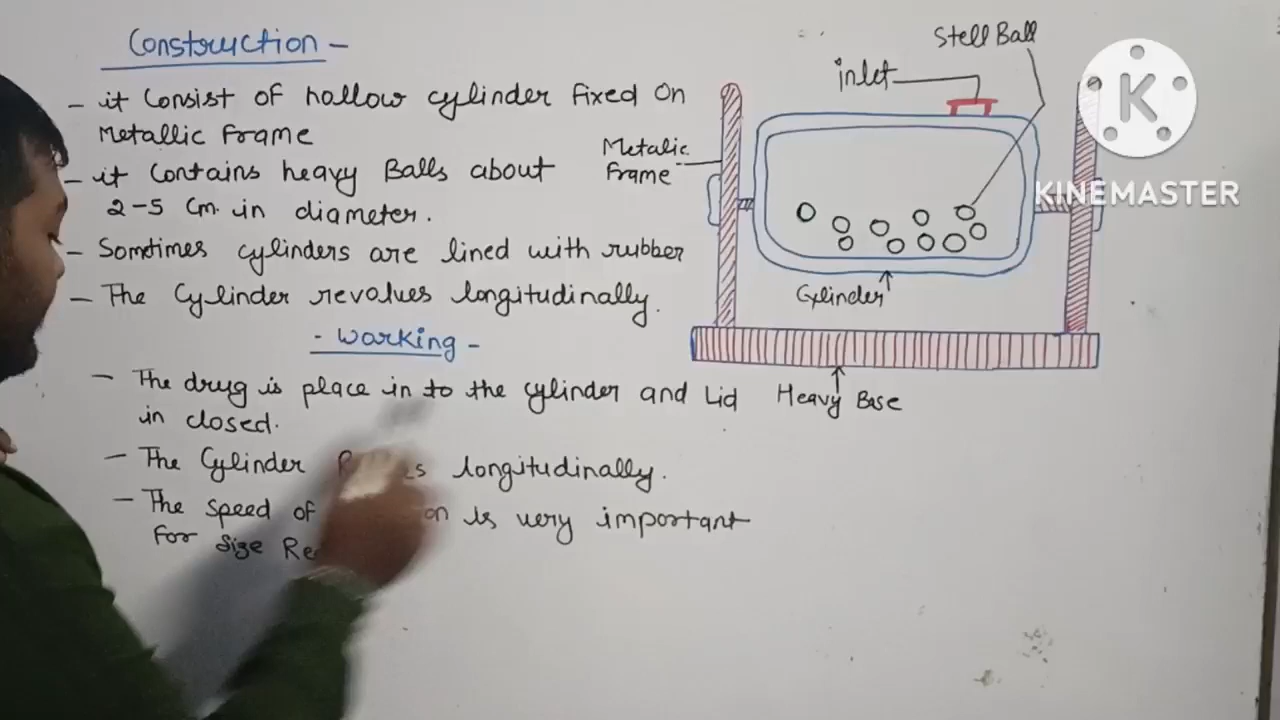 Construction -
- it Consist of hollow cylinder fixed on
Metallic Frame
- it Contains heavy Balls about
2-5 Cm. in diameter.
- Sometimes cylinders are lined with rubber
- The Cylinder revolves longitudinally.
- Working -
- The drug is place in to the cylinder and Lid
in closed.
- The Cylinder longitudinally.
- The Speed of is very important
For Size
Stell Ball
inlet
Metalic
Frame
Cylinder
Heavy Base
K
KINEMASTER